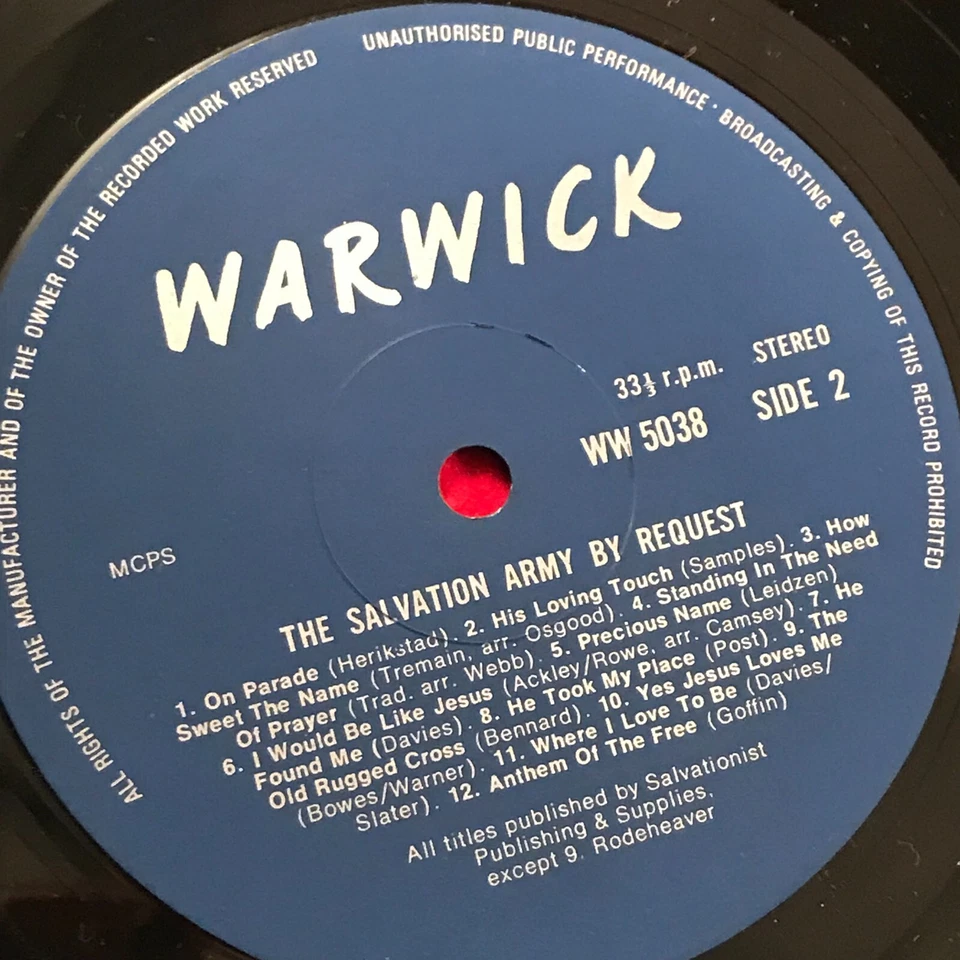 ALL RIGHTS OF THE MANUFACTURER AND OF THE OWNER OF THE RECORDED WORK RESERVED
UNAUTHORISED PUBLIC PERFORMANCE · BROADCASTING & COPYING OF THIS RECORD PROHIBITED
WARWICK
33⅓ r.p.m. STEREO
WW 5038 SIDE 2
MCPS
THE SALVATION ARMY BY REQUEST
1. On Parade (Herikstad). 2. His Loving Touch (Samples). 3. How
Sweet The Name (Tremain, arr. Osgood). 4. Standing In The Need
Of Prayer (Trad. arr. Webb). 5. Precious Name (Leidzen)
6. I Would Be Like Jesus (Ackley/Rowe, arr. Camsey). 7. He
Found Me (Davies). 8. He Took My Place (Post). 9. The
Old Rugged Cross (Bennard). 10. Yes Jesus Loves Me
(Bowes/Warner). 11. Where I Love To Be (Davies/
Slater). 12. Anthem Of The Free (Goffin)
All titles published by Salvationist
Publishing & Supplies,
except 9. Rodeheaver